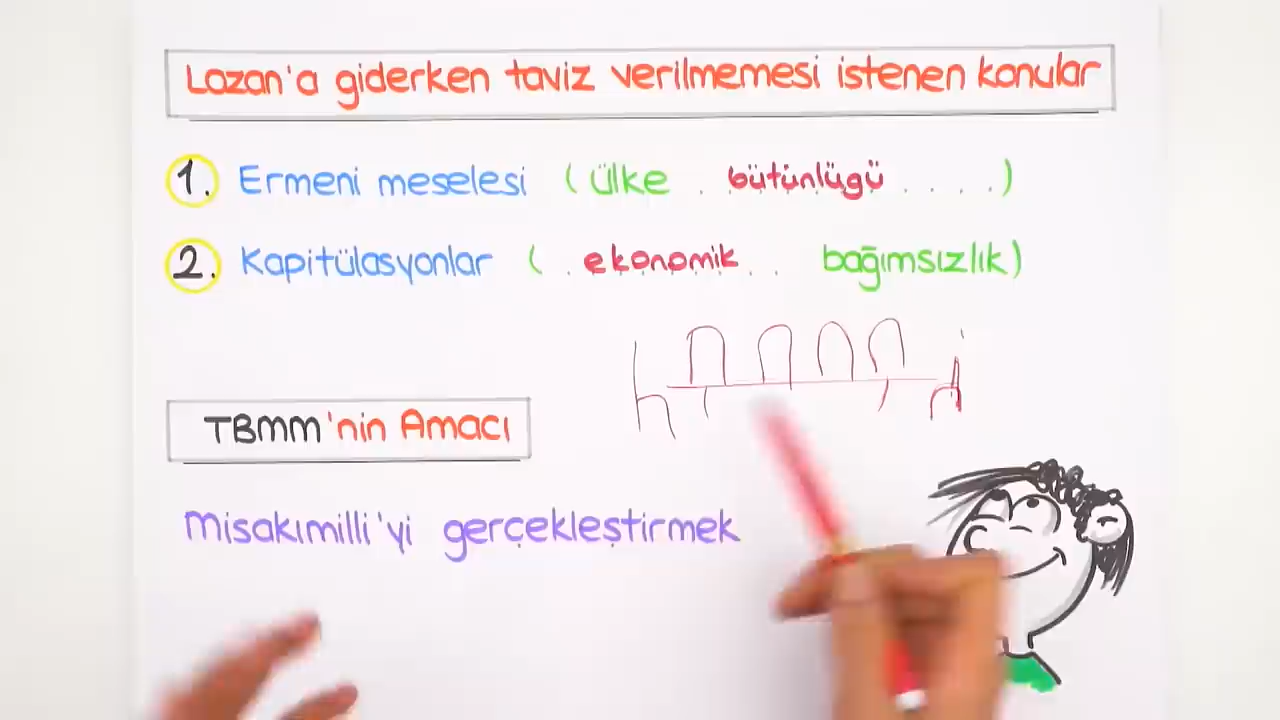 Lozan'a giderken taviz verilmemesi istenen konular
1. Ermeni meselesi (ülke . bütünlügü . . . .)
2. Kapitülasyonlar ( . ekonomik . . bağımsızlık)
TBMM'nin Amacı
Misakımilli'yi gerçekleştirmek